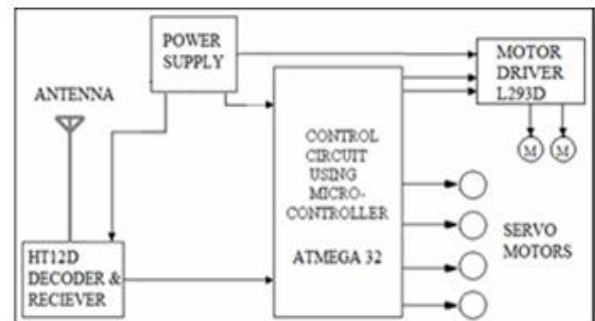 POWER
SUPPLY
MOTOR
DRIVER
L293D
M
M
ANTENNA
CONTROL
CIRCUIT
USING
MICRO-
CONTROLLER
ATMEGA 32
SERVO
MOTORS
HT12D
DECODER &
RECIEVER